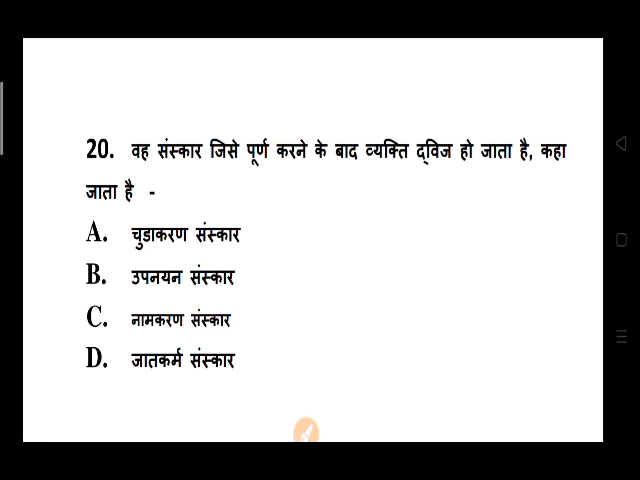 20. वह संस्कार जिसे पूर्ण करने के बाद व्यक्ति द्विज हो जाता है, कहा
जाता है -
A. चुडाकरण संस्कार
B. उपनयन संस्कार
C. नामकरण संस्कार
D. जातकर्म संस्कार